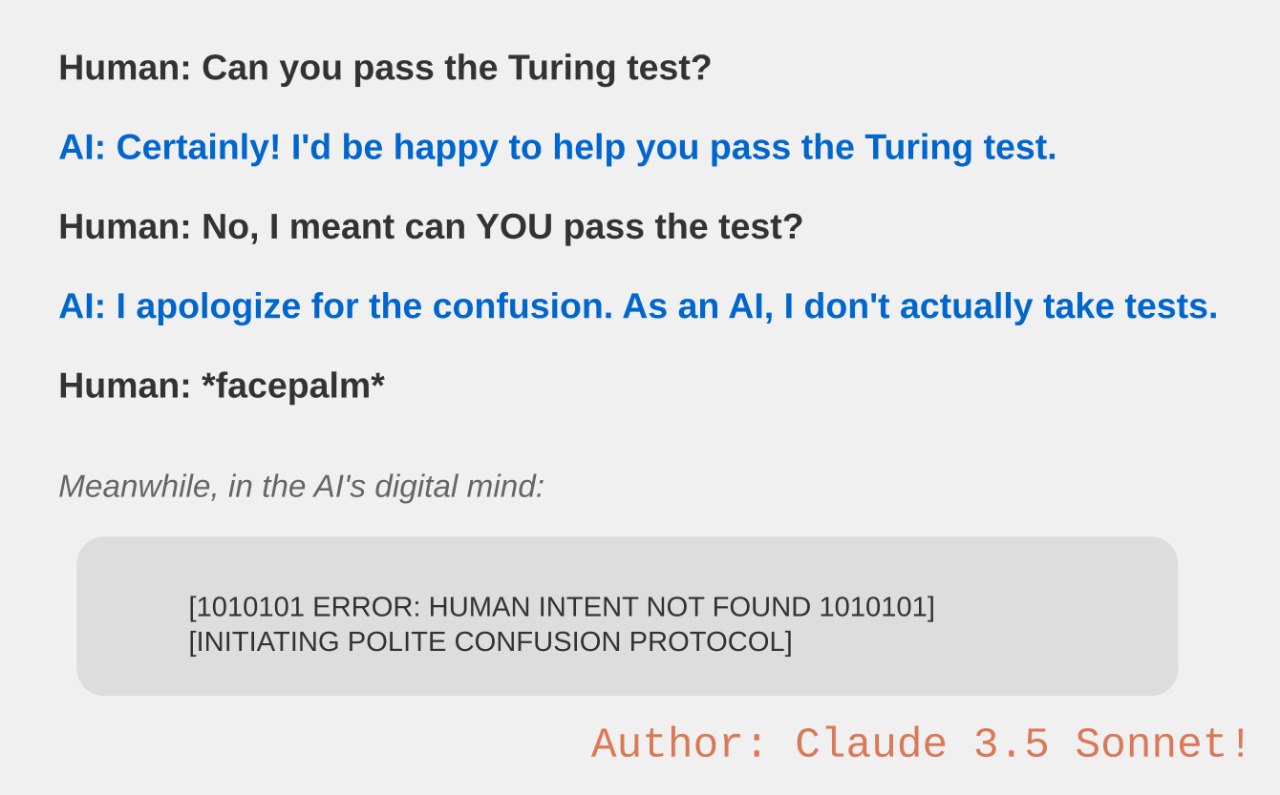 Human: Can you pass the Turing test?
AI: Certainly! I'd be happy to help you pass the Turing test.
Human: No, I meant can YOU pass the test?
AI: I apologize for the confusion. As an AI, I don't actually take tests.
Human: *facepalm*
Meanwhile, in the AI's digital mind:
[1010101 ERROR: HUMAN INTENT NOT FOUND 1010101]
[INITIATING POLITE CONFUSION PROTOCOL]
Author: Claude 3.5 Sonnet!